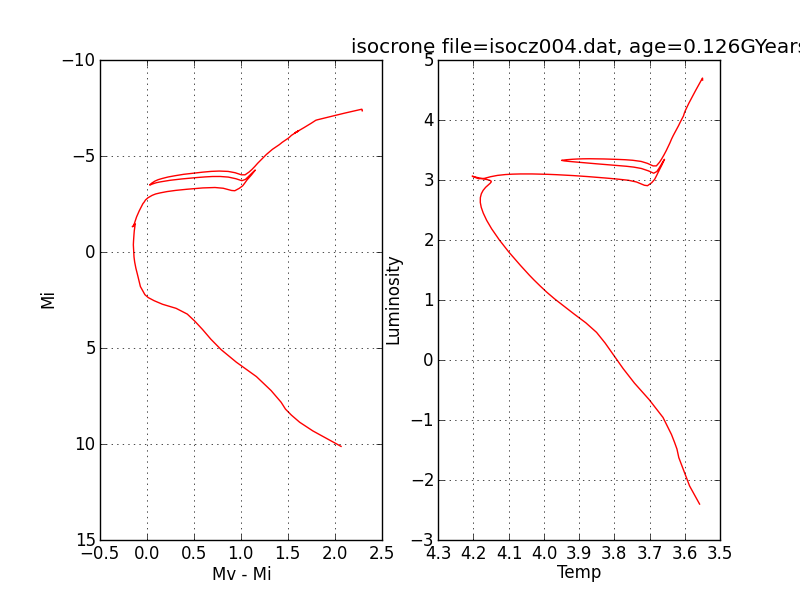 isocrone file=isocz004.dat, age=0.126GYears
−10
−5
0
5
10
15
−0.5 0.0 0.5 1.0 1.5 2.0 2.5
Mv - Mi
Mi
5
4
3
2
1
0
−1
−2
−3
4.3 4.2 4.1 4.0 3.9 3.8 3.7 3.6 3.5
Temp
Luminosity